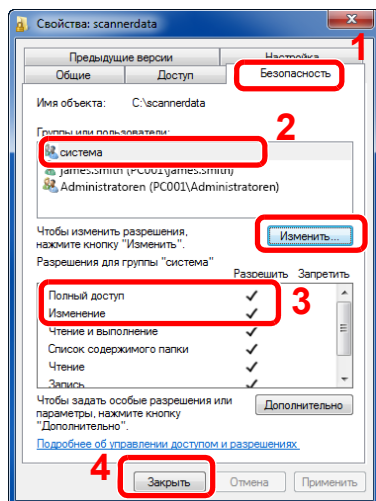 Свойства: scannerdata
1
Предыдущие версии Настройка
Общие Доступ Безопасность
Имя объекта: C:\scannerdata
Группы или пользователи:
2
система
james.smith (PC001\james.smith)
Administratoren (PC001\Administratoren)
Чтобы изменить разрешения,
нажмите кнопку "Изменить".
Изменить...
Разрешения для группы "система"
Разрешить Запретить
Полный доступ
Изменение
3
Чтение и выполнение
Список содержимого папки
Чтение
Запись
Чтобы задать особые разрешения или
параметры, нажмите кнопку
"Дополнительно".
Дополнительно
Подробнее об управлении доступом и разрешениях
4
Закрыть Отмена Применить